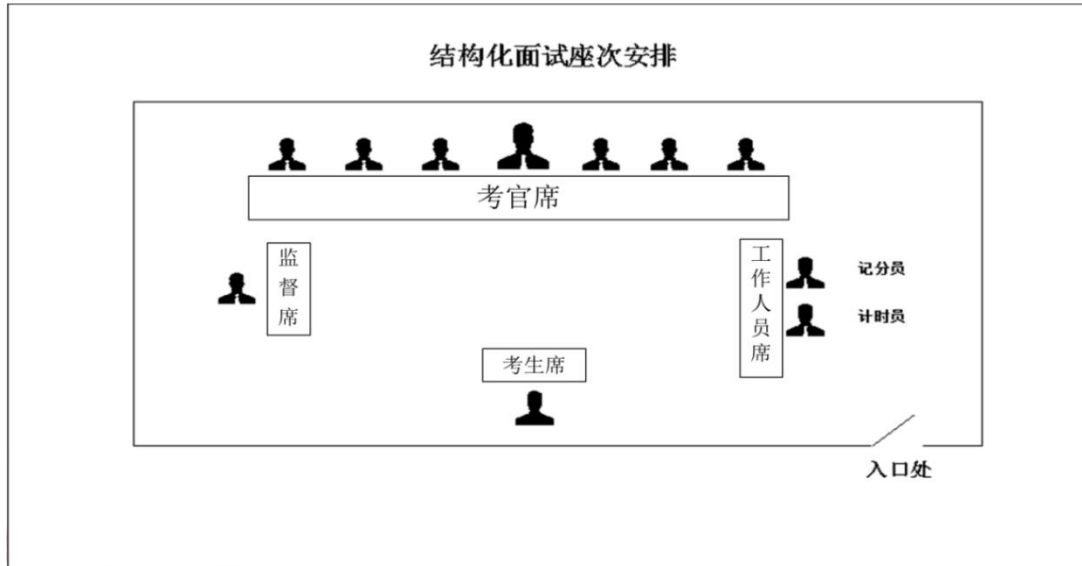 结构化面试座次安排
考官席
监督席
工作人员席
记分员
计时员
考生席
入口处